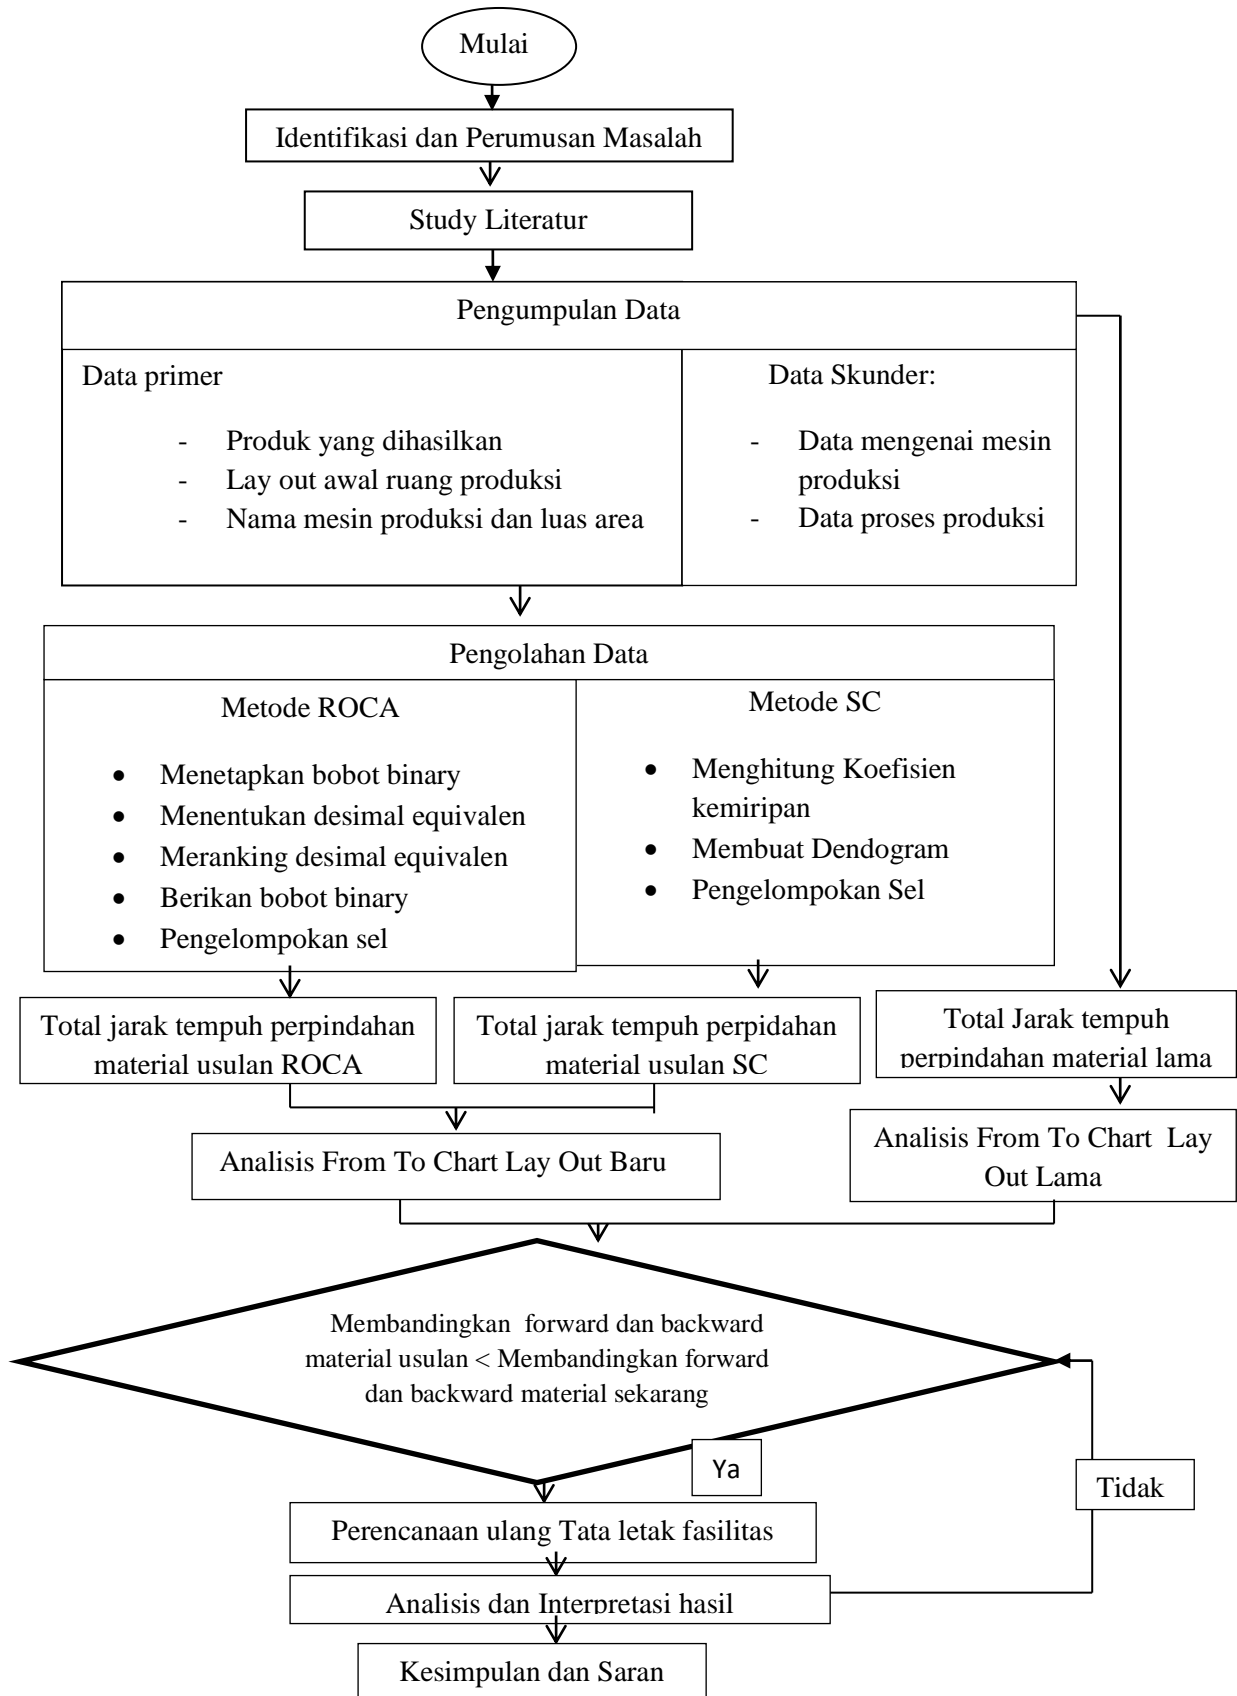 Mulai
Identifikasi dan Perumusan Masalah
Study Literatur
Pengumpulan Data
Data primer
- Produk yang dihasilkan
- Lay out awal ruang produksi
- Nama mesin produksi dan luas area
Data Skunder:
- Data mengenai mesin
produksi
- Data proses produksi
Pengolahan Data
Metode ROCA
• Menetapkan bobot binary
• Menentukan desimal equivalen
• Meranking desimal equivalen
• Berikan bobot binary
• Pengelompokan sel
Metode SC
• Menghitung Koefisien
kemiripan
• Membuat Dendogram
• Pengelompokan Sel
Total jarak tempuh perpindahan
material usulan ROCA
Total jarak tempuh perpidahan
material usulan SC
Total Jarak tempuh
perpindahan material lama
Analisis From To Chart Lay Out Baru
Analisis From To Chart Lay
Out Lama
Membandingkan forward dan backward
material usulan < Membandingkan forward
dan backward material sekarang
Ya
Tidak
Perencanaan ulang Tata letak fasilitas
Analisis dan Interpretasi hasil
Kesimpulan dan Saran